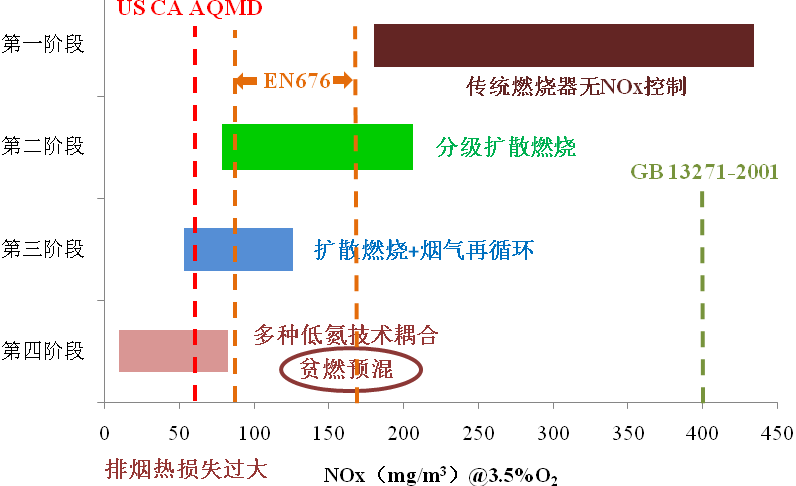 US CA AQMD
第一阶段
EN676
传统燃烧器无NOx控制
第二阶段
分级扩散燃烧
GB 13271-2001
第三阶段
扩散燃烧+烟气再循环
第四阶段
多种低氮技术耦合
贫燃预混
0 50 100 150 200 250 300 350 400 450
排烟热损失过大
NOx（mg/m³）@3.5%O₂